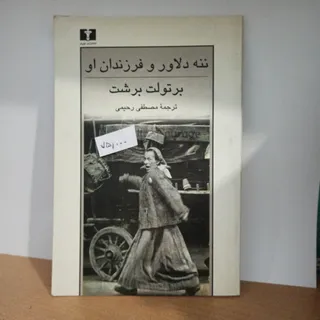 ننه دلاور و فرزندان او
برتولت برشت
ترجمهٔ مصطفی رحیمی